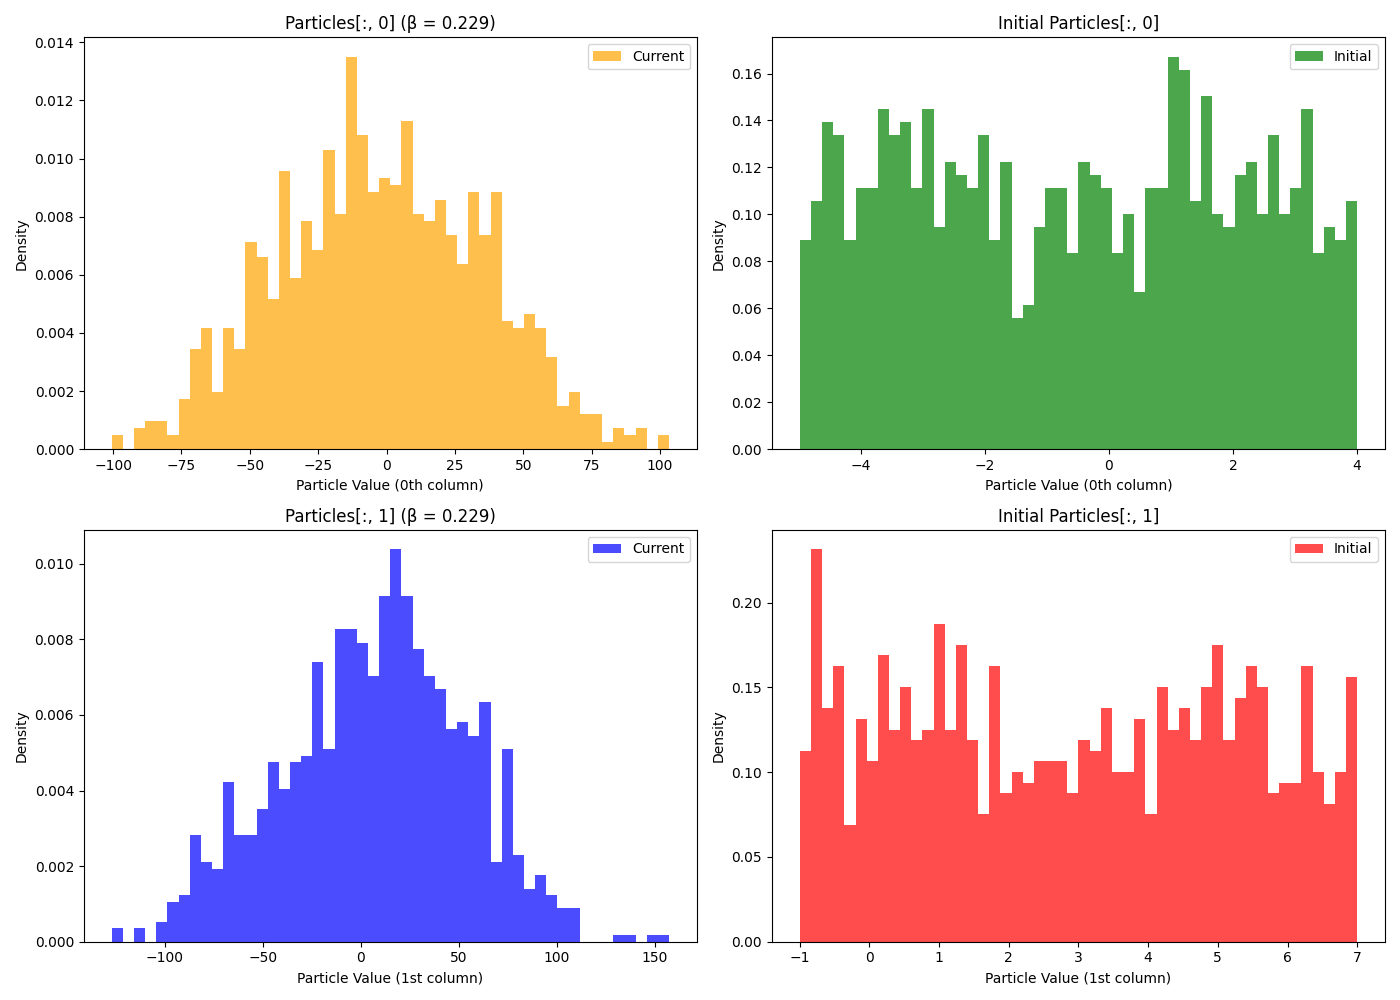 Particles[:, 0] (β = 0.229)
Current
0.014
0.012
0.010
0.008
0.006
0.004
0.002
0.000
Density
−100 −75 −50 −25 0 25 50 75 100
Particle Value (0th column)
Initial Particles[:, 0]
Initial
0.16
0.14
0.12
0.10
0.08
0.06
0.04
0.02
0.00
Density
−4 −2 0 2 4
Particle Value (0th column)
Particles[:, 1] (β = 0.229)
Current
0.010
0.008
0.006
0.004
0.002
0.000
Density
−100 −50 0 50 100 150
Particle Value (1st column)
Initial Particles[:, 1]
Initial
0.20
0.15
0.10
0.05
0.00
Density
−1 0 1 2 3 4 5 6 7
Particle Value (1st column)